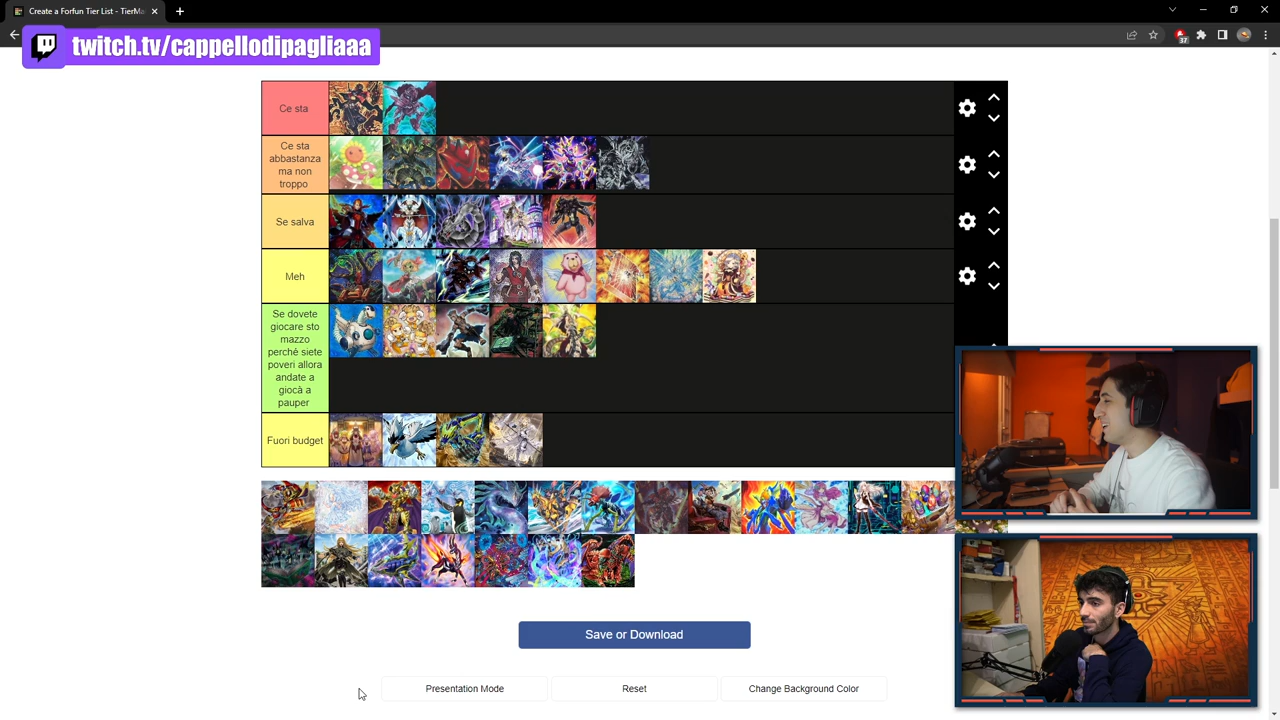 Create a Forfun Tier List - TierMa
twitch.tv/cappellodipagliaaa
37
Ce sta
Ce sta
abbastanza
ma non
troppo
Se salva
Meh
Se dovete
giocare sto
mazzo
perché siete
poveri allora
andate a
giocà a
pauper
Fuori budget
Save or Download
Presentation Mode
Reset
Change Background Color